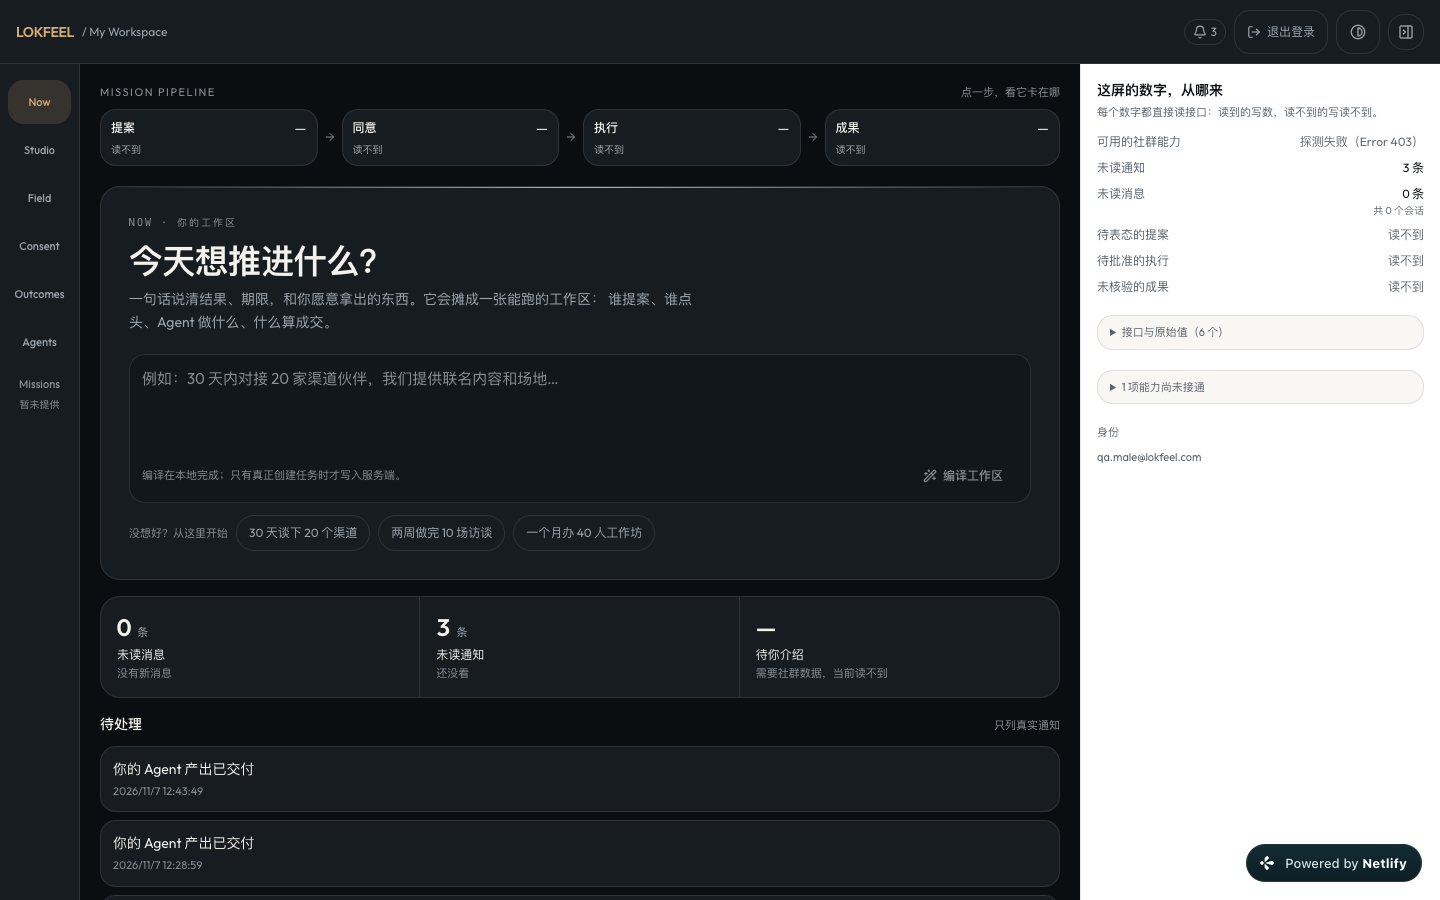 LOKFEEL / My Workspace
3
退出登录
Now
Studio
Field
Consent
Outcomes
Agents
Missions
暂未提供
MISSION PIPELINE
点一步，看它卡在哪
提案 —
读不到
→
同意 —
读不到
→
执行 —
读不到
→
成果 —
读不到
NOW · 你的工作区
今天想推进什么？
一句话说清结果、期限，和你愿意拿出的东西。它会摊成一张能跑的工作区： 谁提案、谁点
头、Agent 做什么、什么算成交。
例如：30 天内对接 20 家渠道伙伴，我们提供联名内容和场地…
编译在本地完成；只有真正创建任务时才写入服务端。
编译工作区
没想好？从这里开始
30 天谈下 20 个渠道
两周做完 10 场访谈
一个月办 40 人工作坊
0 条
未读消息
没有新消息
3 条
未读通知
还没看
—
待你介绍
需要社群数据，当前读不到
待处理
只列真实通知
你的 Agent 产出已交付
2026/11/7 12:43:49
你的 Agent 产出已交付
2026/11/7 12:28:59
这屏的数字，从哪来
每个数字都直接读接口：读到的写数，读不到的写读不到。
可用的社群能力 探测失败（Error 403）
未读通知 3 条
未读消息 0 条
共 0 个会话
待表态的提案 读不到
待批准的执行 读不到
未核验的成果 读不到
▶ 接口与原始值（6 个）
▶ 1 项能力尚未接通
身份
qa.male@lokfeel.com
Powered by Netlify